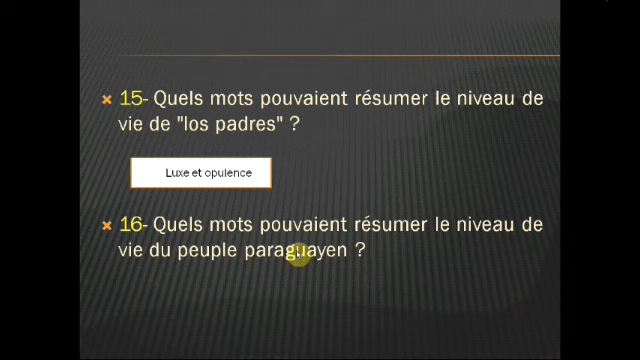 15- Quels mots pouvaient résumer le niveau de
vie de "los padres" ?
Luxe et opulence
16- Quels mots pouvaient résumer le niveau de
vie du peuple paraguayen ?